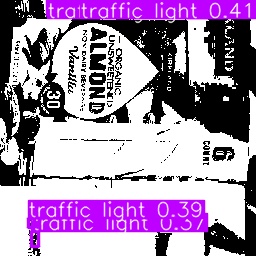 traffic light 0.41
ORGANIC
UNSWEETENED
ALMOND
Vanilla
30
6
COUNT
traffic light 0.39
traffic light 0.37